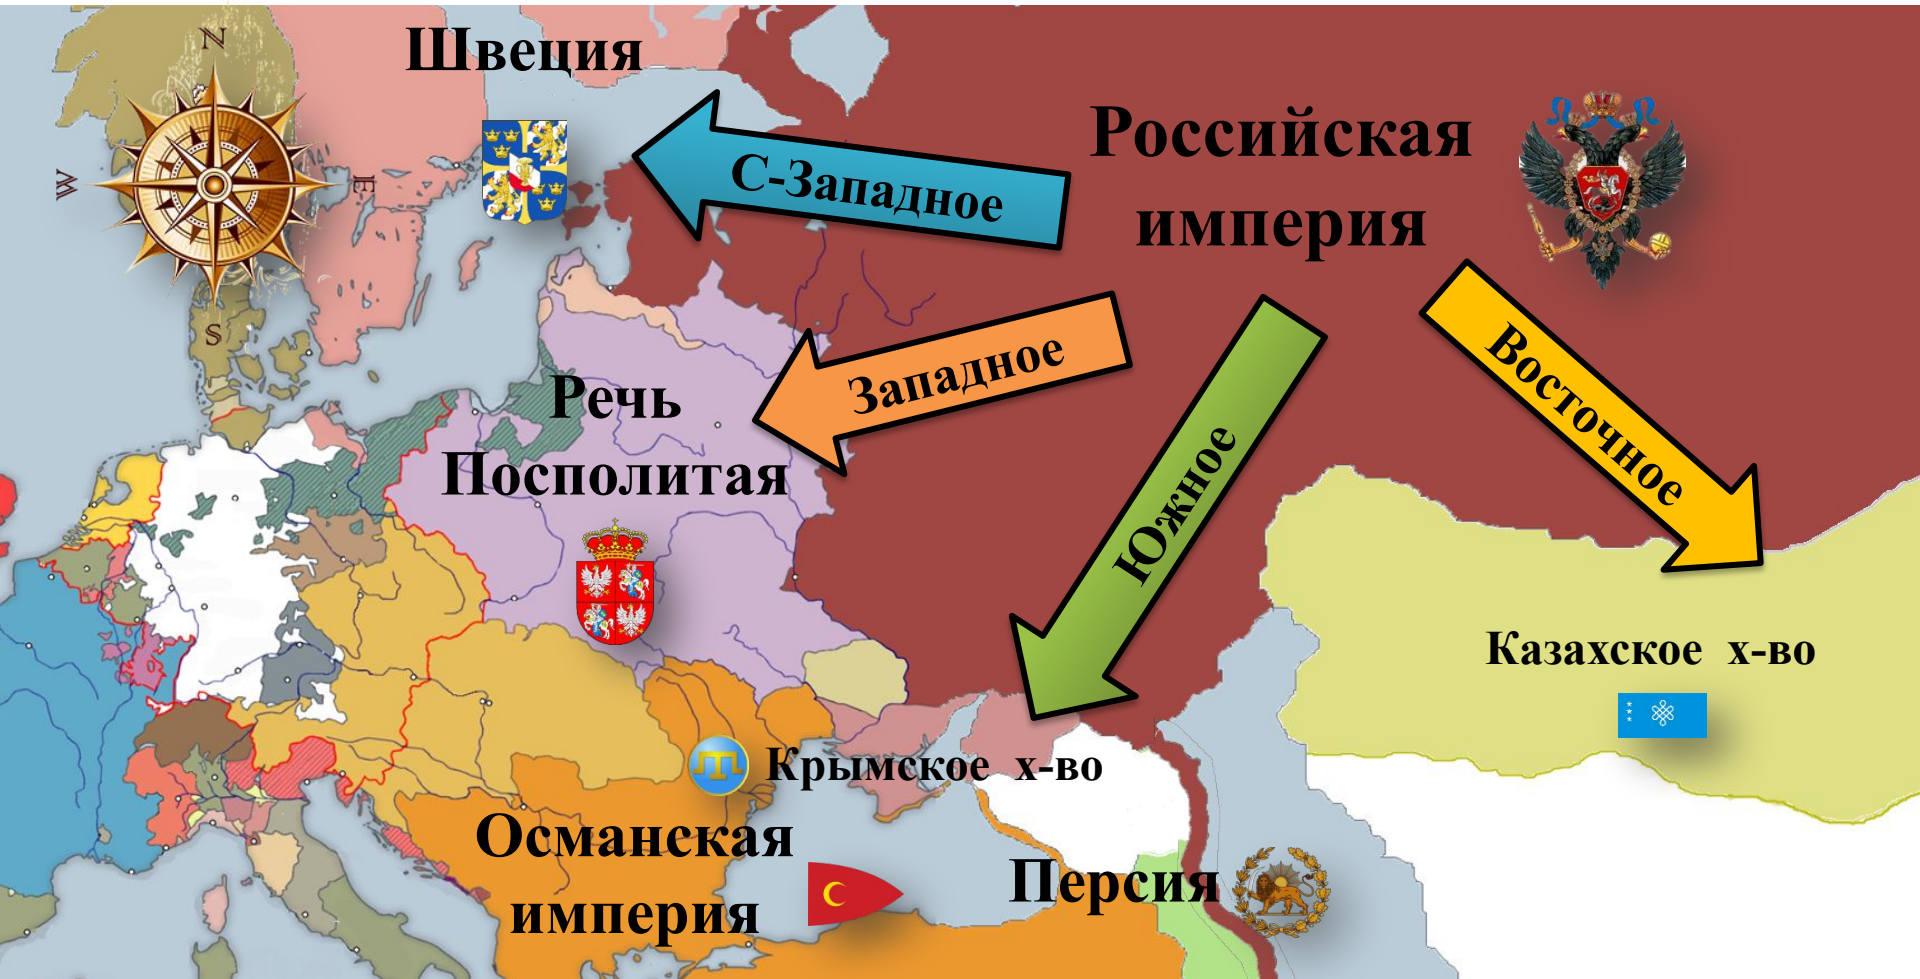 N
W
E
S
Швеция
С-Западное
Российская
империя
Западное
Южное
Восточное
Речь
Посполитая
Казахское х-во
Крымское х-во
Османская
империя
Персия